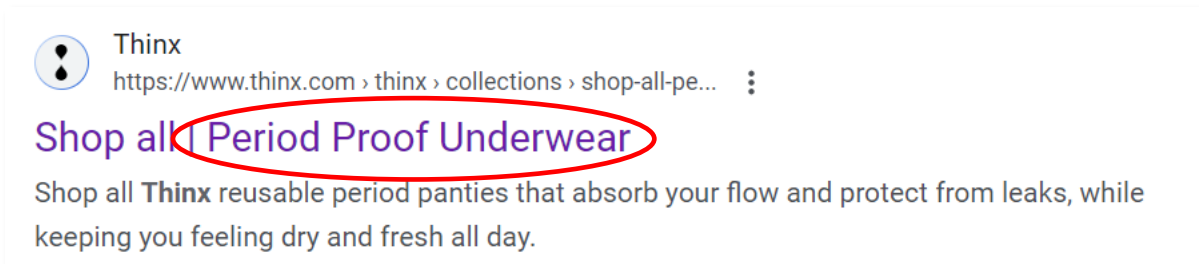 Thinx
https://www.thinx.com › thinx › collections › shop-all-pe...
Shop all | Period Proof Underwear
Shop all Thinx reusable period panties that absorb your flow and protect from leaks, while
keeping you feeling dry and fresh all day.